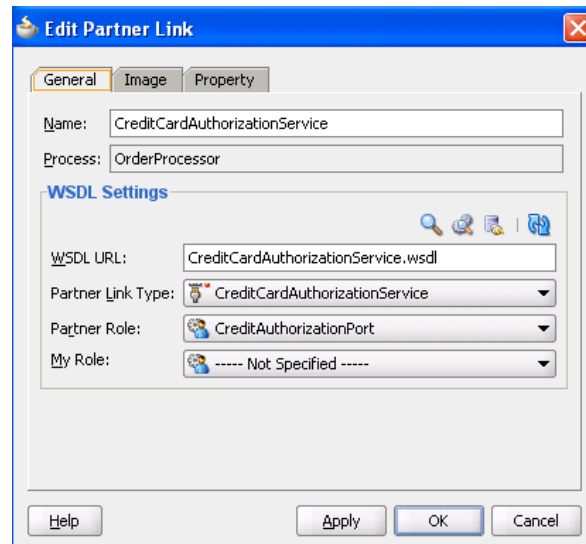 Edit Partner Link
General Image Property
Name: CreditCardAuthorizationService
Process: OrderProcessor
WSDL Settings
WSDL URL: CreditCardAuthorizationService.wsdl
Partner Link Type: CreditCardAuthorizationService
Partner Role: CreditAuthorizationPort
My Role: ----- Not Specified -----
Help Apply OK Cancel